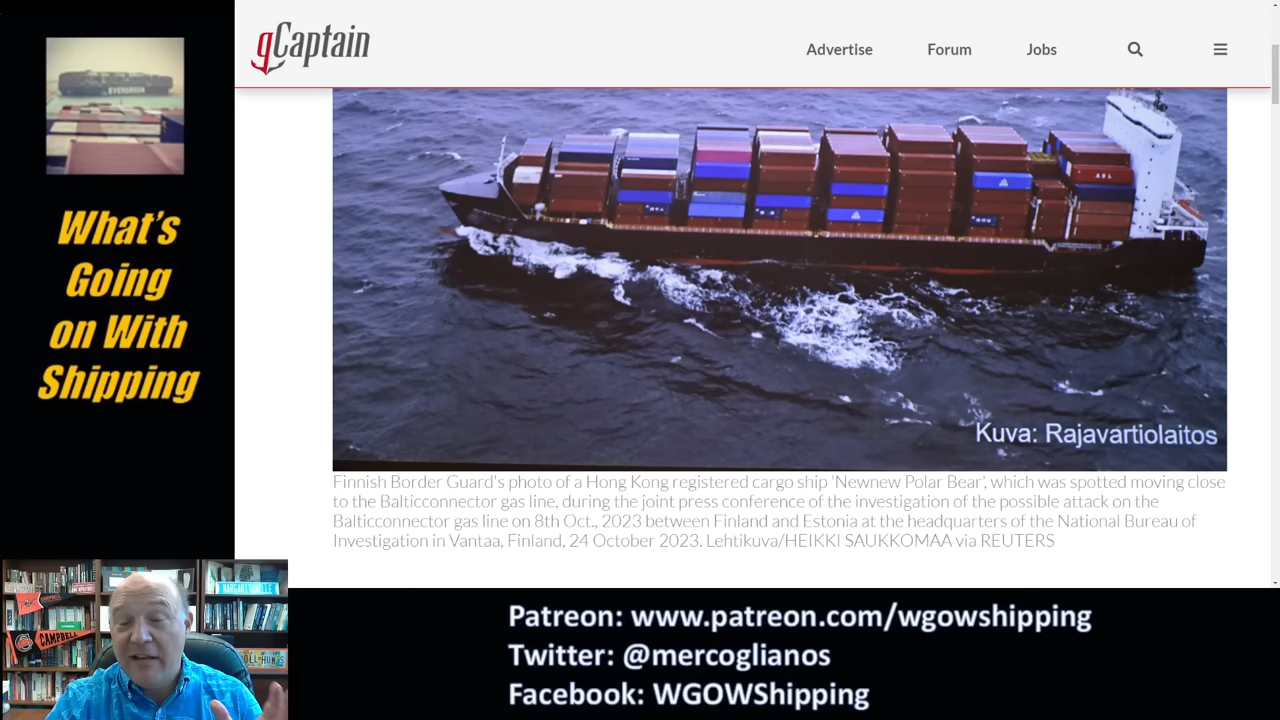 EVERGREEN
What's
Going
on With
Shipping
gCaptain
Advertise
Forum
Jobs
Kuva: Rajavartiolaitos
Finnish Border Guard's photo of a Hong Kong registered cargo ship 'Newnew Polar Bear', which was spotted moving close
to the Balticconnector gas line, during the joint press conference of the investigation of the possible attack on the
Balticconnector gas line on 8th Oct., 2023 between Finland and Estonia at the headquarters of the National Bureau of
Investigation in Vantaa, Finland, 24 October 2023. Lehtikuva/HEIKKI SAUKKOMAA via REUTERS
CAMPBELL
Patreon: www.patreon.com/wgowshipping
Twitter: @mercoglianos
Facebook: WGOWShipping